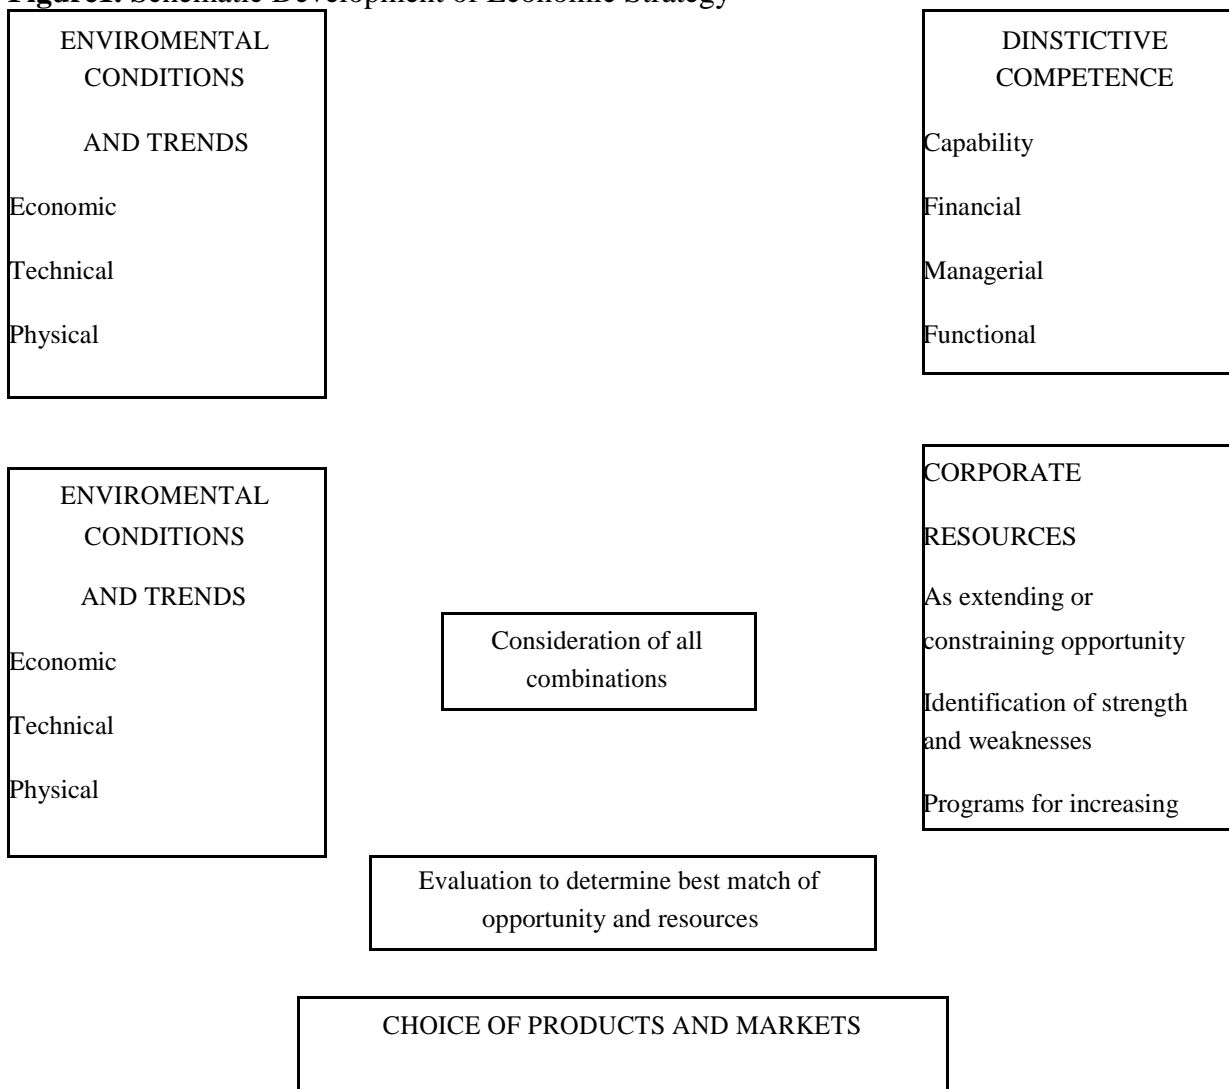 Figure1. Schematic Development of Economic Strategy
ENVIROMENTAL
CONDITIONS
AND TRENDS
Economic
Technical
Physical
DINSTICTIVE
COMPETENCE
Capability
Financial
Managerial
Functional
ENVIROMENTAL
CONDITIONS
AND TRENDS
Economic
Technical
Physical
Consideration of all
combinations
CORPORATE
RESOURCES
As extending or
constraining opportunity
Identification of strength
and weaknesses
Programs for increasing
Evaluation to determine best match of
opportunity and resources
CHOICE OF PRODUCTS AND MARKETS